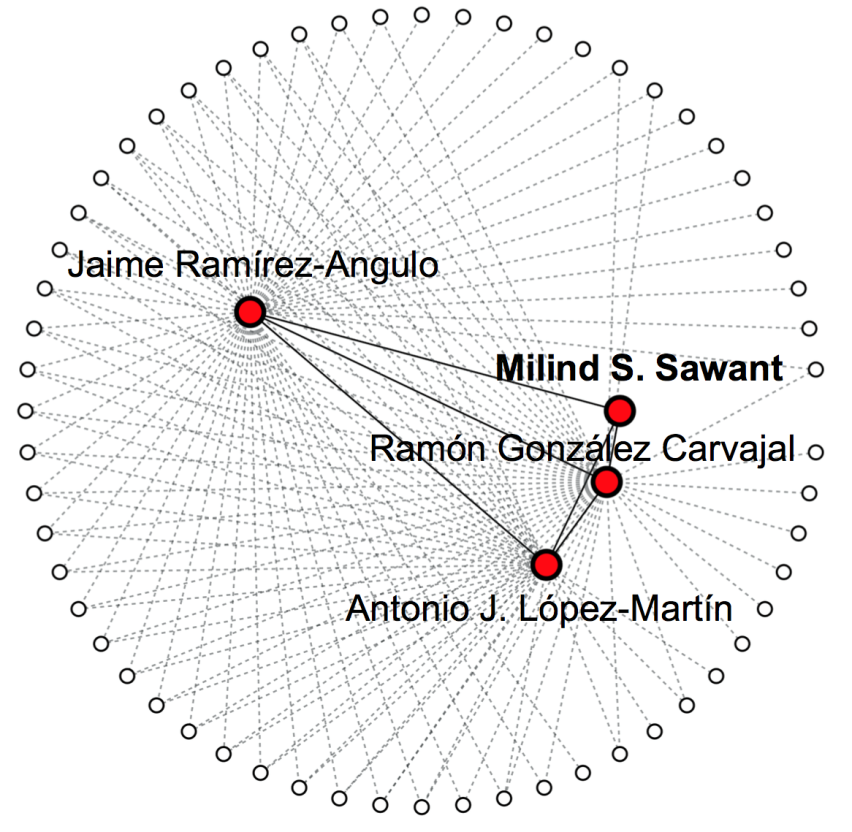 Jaime Ramírez-Angulo
Milind S. Sawant
Ramón González Carvajal
Antonio J. López-Martín